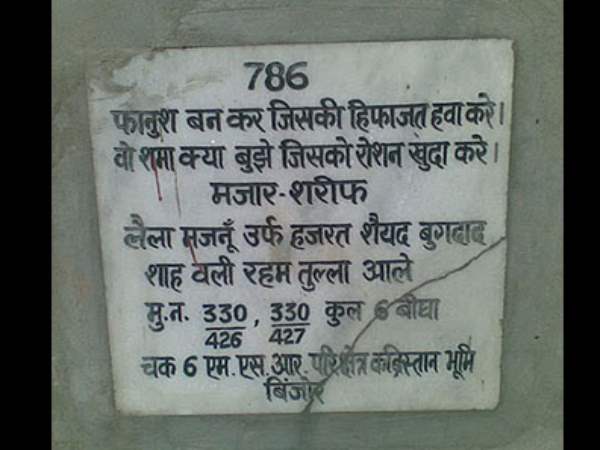 786
फानुश बन कर जिसकी हिफाजत हवा करे।
वो शमा क्या बुझे जिसको रोशन खुदा करे।
मजार-शरीफ
लैला मजनूँ उर्फ हजरत शैयद बुगदाद
शाह वली रहम तुल्ला आले
मु.त. 330/426, 330/427 कुल 6 बीघा
चक 6 एम.एस.आर. परिक्षेत्र कब्रिस्तान भूमि
बिंजोर